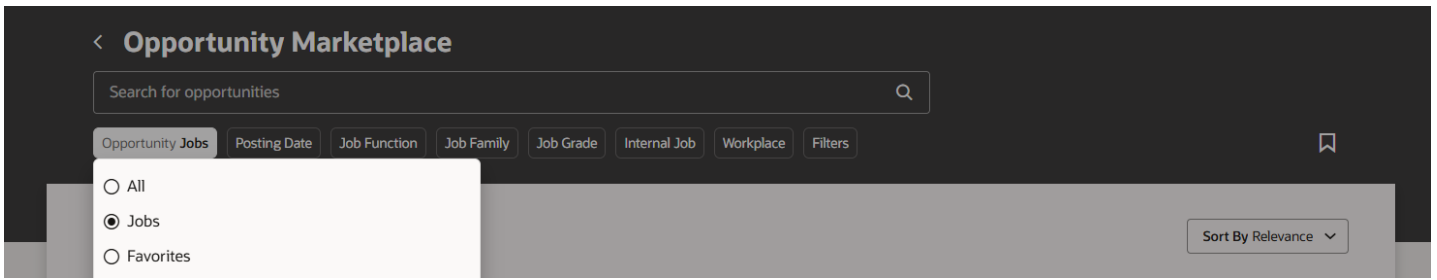 Opportunity Marketplace
Search for opportunities
Opportunity Jobs Posting Date Job Function Job Family Job Grade Internal Job Workplace Filters
All
Jobs
Sort By Relevance
Favorites